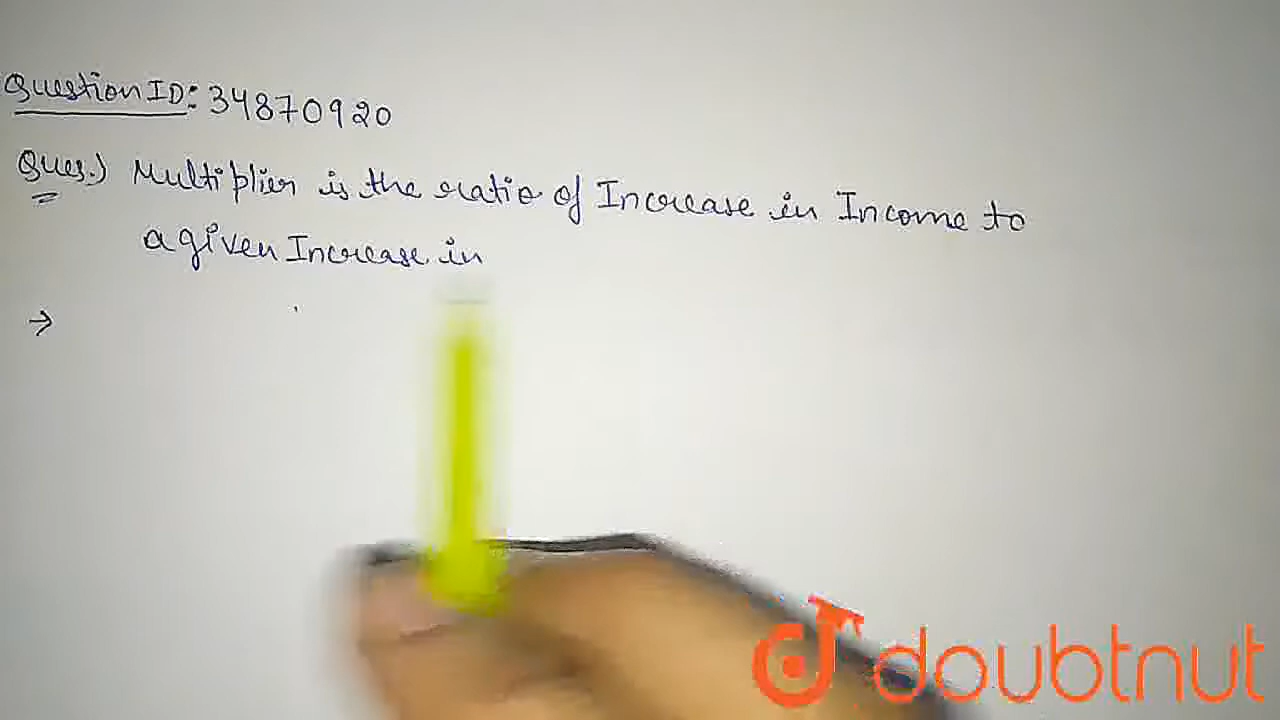 Question ID: 34870920
Ques.) Multiplier is the ratio of Increase in Income to
a given Increase in
→
doubtnut